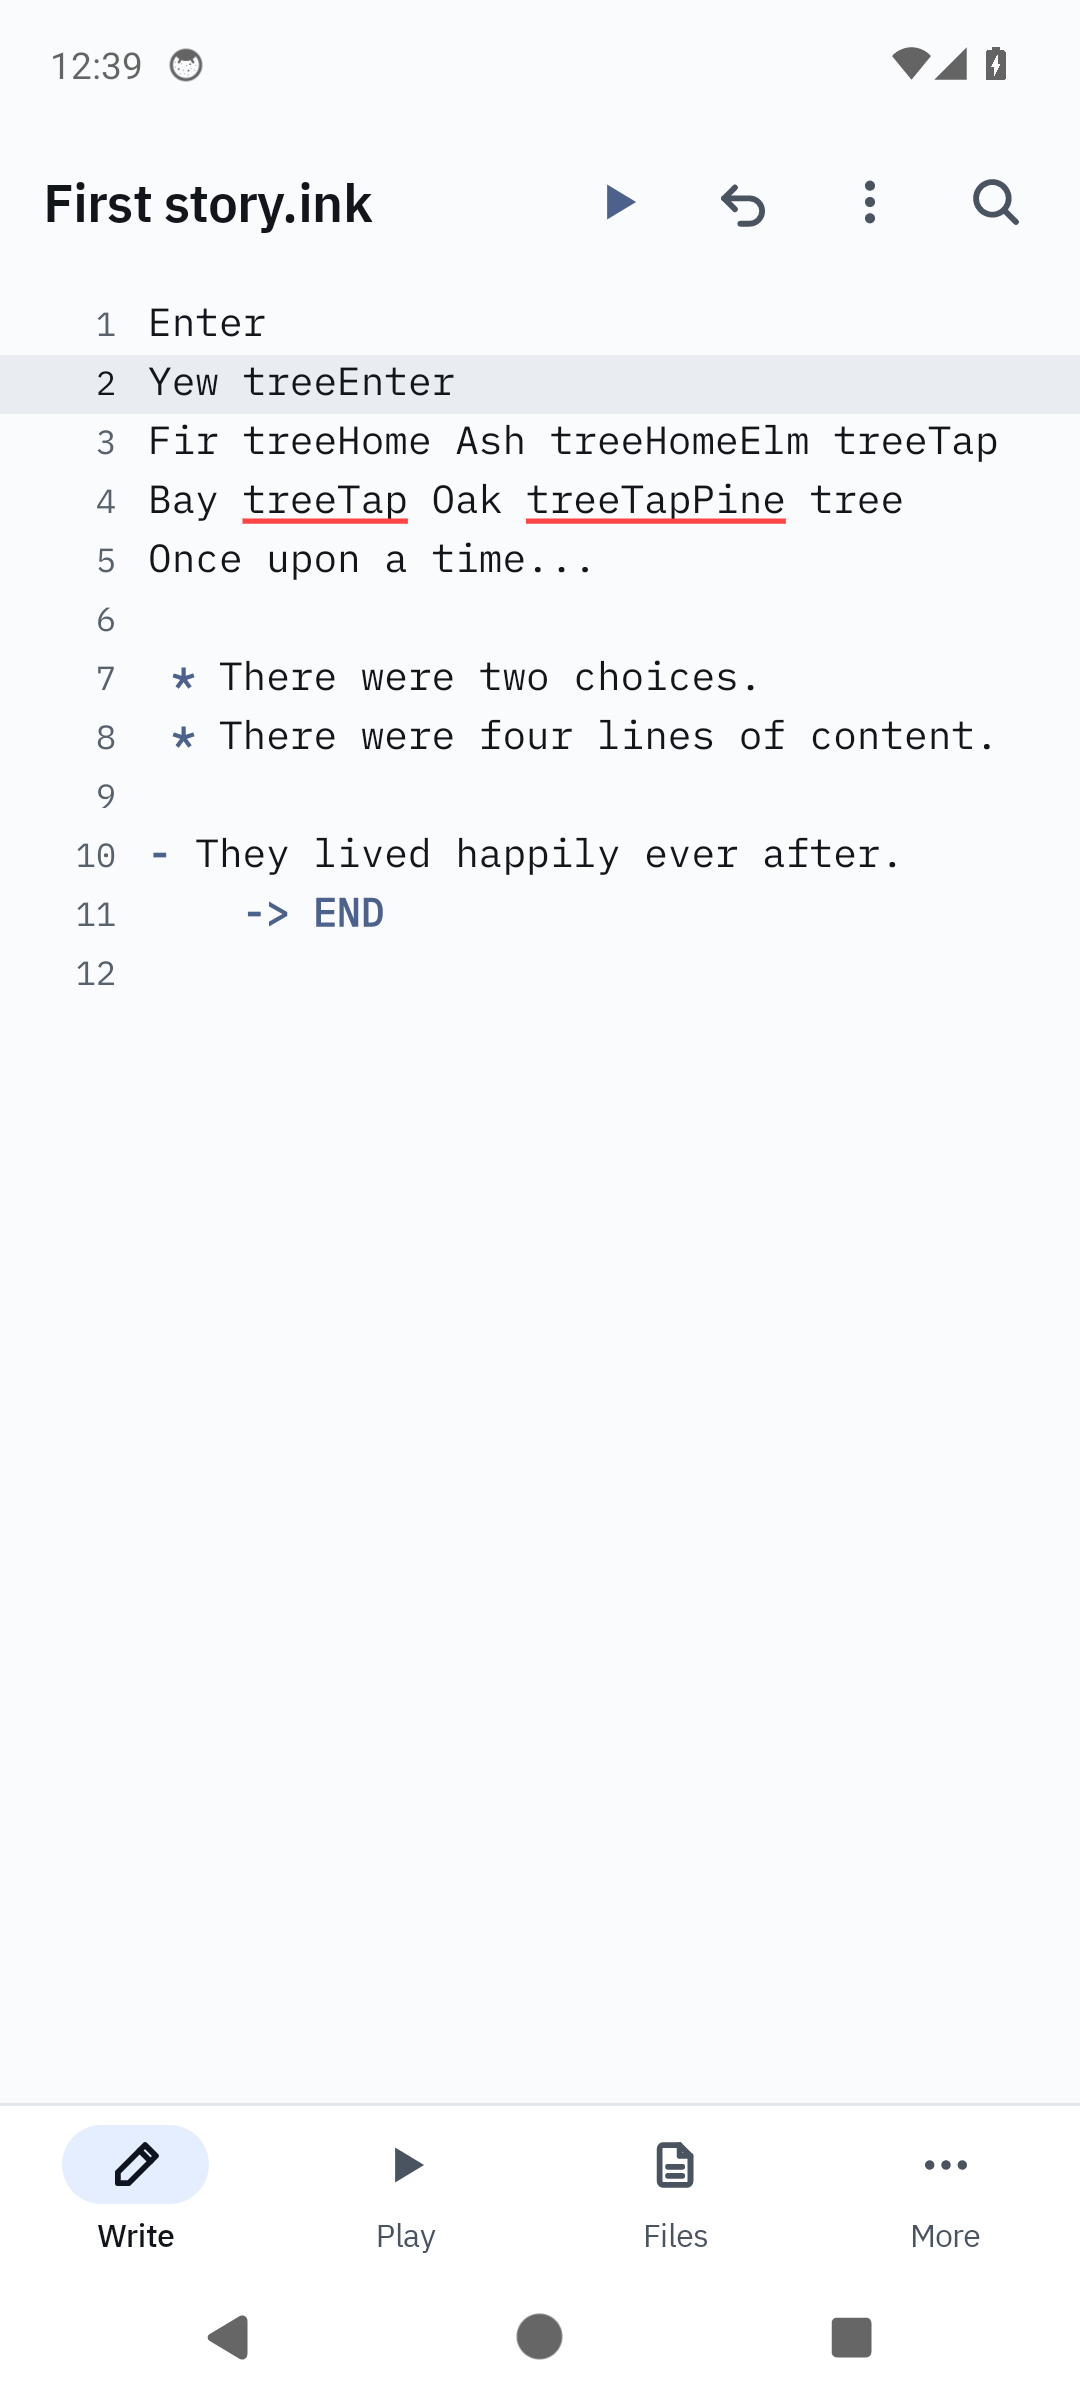 12:39
First story.ink
1 Enter
2 Yew treeEnter
3 Fir treeHome Ash treeHomeElm treeTap
4 Bay treeTap Oak treeTapPine tree
5 Once upon a time...
6
7 * There were two choices.
8 * There were four lines of content.
9
10 - They lived happily ever after.
11 -> END
12
Write Play Files More